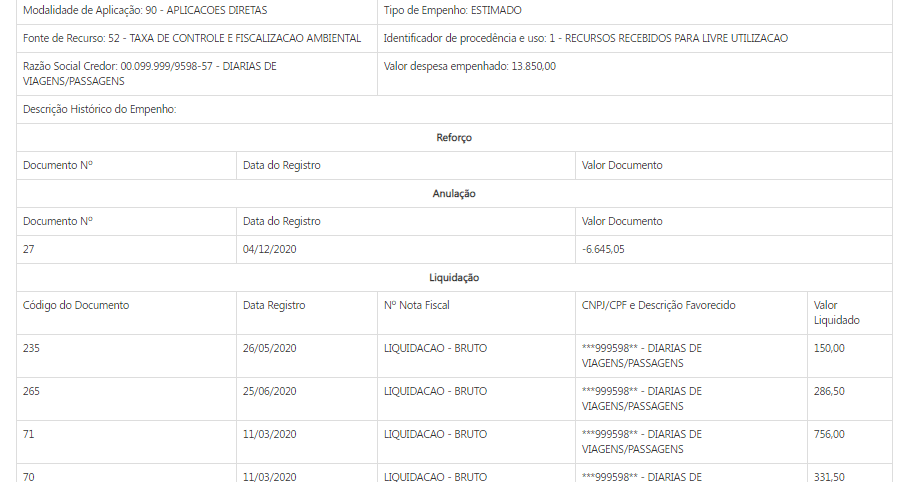 Modalidade de Aplicação: 90 - APLICACOES DIRETAS
Tipo de Empenho: ESTIMADO
Fonte de Recurso: 52 - TAXA DE CONTROLE E FISCALIZACAO AMBIENTAL
Identificador de procedência e uso: 1 - RECURSOS RECEBIDOS PARA LIVRE UTILIZACAO
Razão Social Credor: 00.099.999/9598-57 - DIARIAS DE
VIAGENS/PASSAGENS
Valor despesa empenhado: 13.850,00
Descrição Histórico do Empenho:
Reforço
Documento Nº
Data do Registro
Valor Documento
Anulação
Documento Nº
Data do Registro
Valor Documento
27
04/12/2020
-6.645,05
Liquidação
Código do Documento
Data Registro
Nº Nota Fiscal
CNPJ/CPF e Descrição Favorecido
Valor
Liquidado
235
26/05/2020
LIQUIDACAO - BRUTO
***999598** - DIARIAS DE
VIAGENS/PASSAGENS
150,00
265
25/06/2020
LIQUIDACAO - BRUTO
***999598** - DIARIAS DE
VIAGENS/PASSAGENS
286,50
71
11/03/2020
LIQUIDACAO - BRUTO
***999598** - DIARIAS DE
VIAGENS/PASSAGENS
756,00
70
11/03/2020
LIQUIDACAO - BRUTO
***999598** - DIARIAS DE
331,50